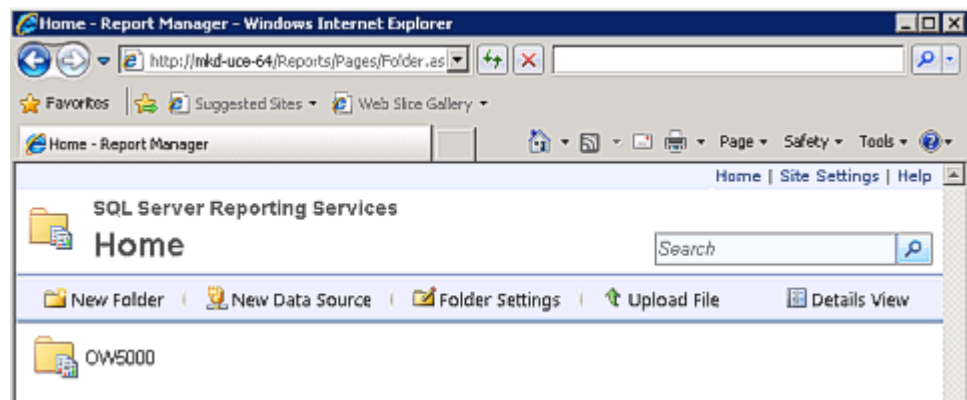 Home - Report Manager - Windows Internet Explorer
http://mkd-uce-64/Reports/Pages/Folder.as
Favorites Suggested Sites Web Slice Gallery
Home - Report Manager Page Safety Tools
Home | Site Settings | Help
SQL Server Reporting Services
Home
Search
New Folder New Data Source Folder Settings Upload File Details View
OW5000